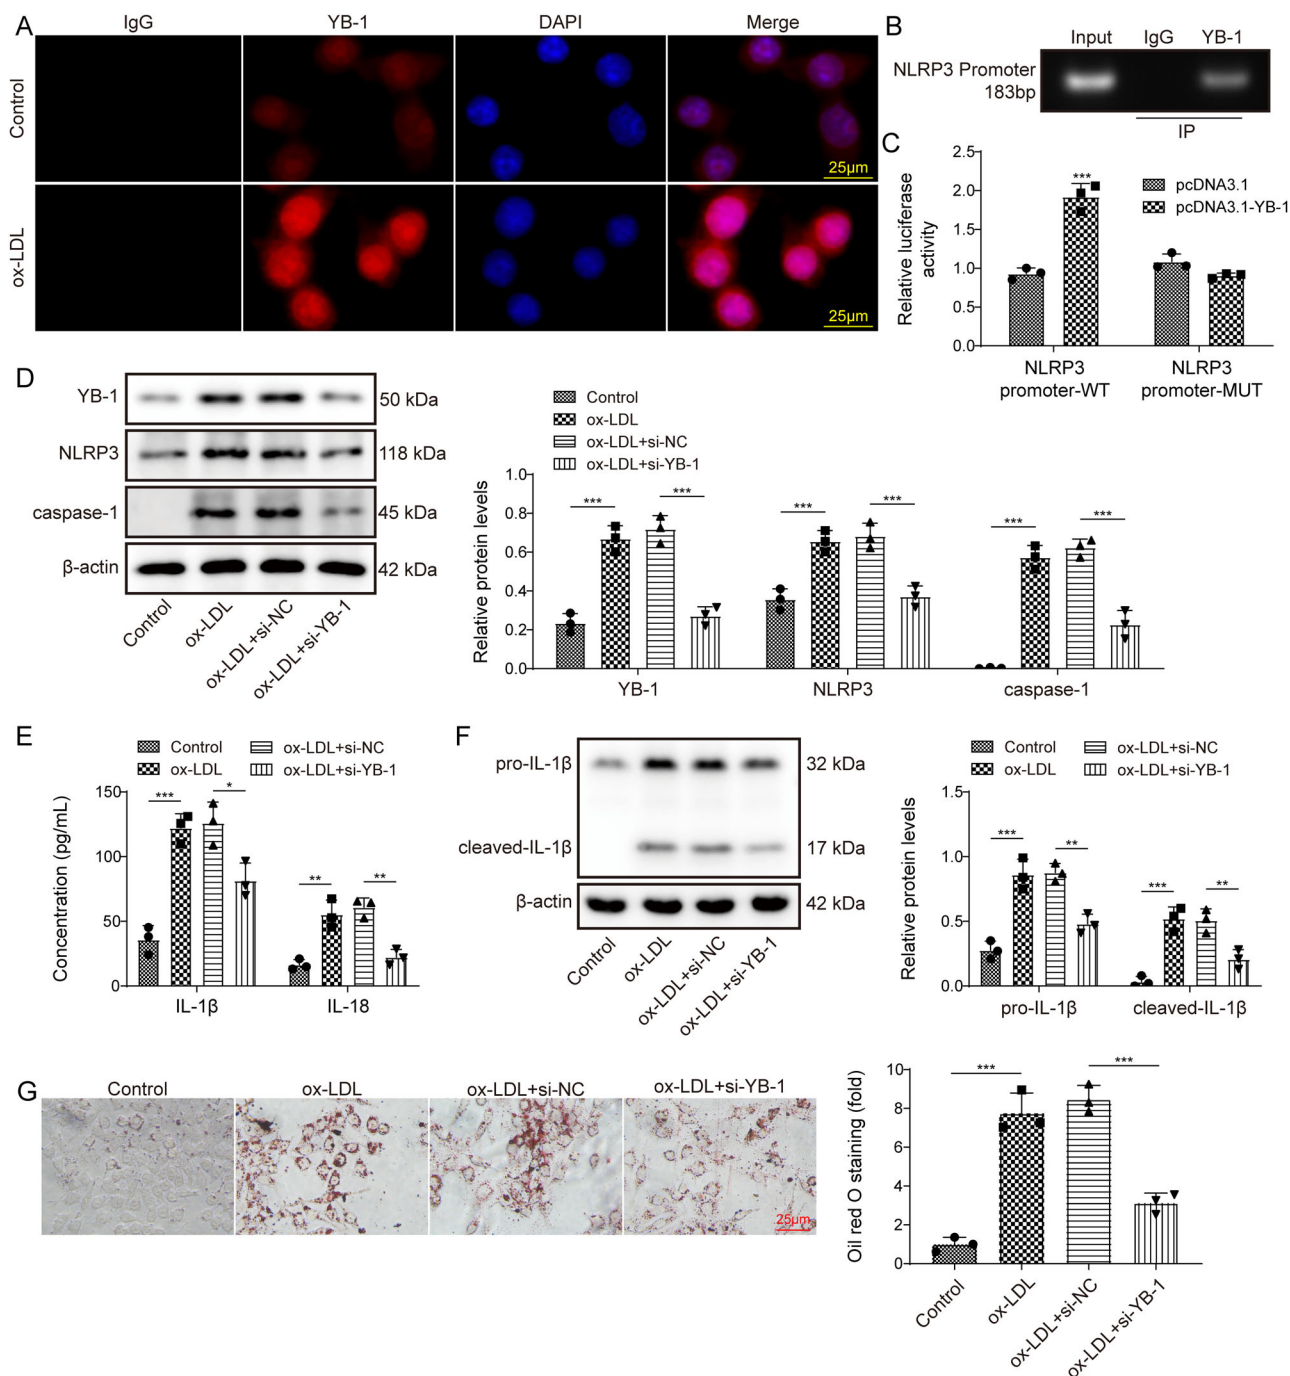 A
IgG
YB-1
DAPI
Merge
Control
25μm
ox-LDL
25μm
B
Input
IgG
YB-1
NLRP3 Promoter
183bp
IP
C
Relative luciferase
activity
2.5
2.0
1.5
1.0
0.5
0.0
***
pcDNA3.1
pcDNA3.1-YB-1
NLRP3
promoter-WT
NLRP3
promoter-MUT
D
YB-1
50 kDa
NLRP3
118 kDa
caspase-1
45 kDa
β-actin
42 kDa
Control
ox-LDL
ox-LDL+si-NC
ox-LDL+si-YB-1
Control
ox-LDL
ox-LDL+si-NC
ox-LDL+si-YB-1
Relative protein levels
1.0
0.8
0.6
0.4
0.2
0.0
***
***
***
***
***
***
YB-1
NLRP3
caspase-1
E
Control
ox-LDL
ox-LDL+si-NC
ox-LDL+si-YB-1
Concentration (pg/mL)
150
100
50
0
***
*
**
**
IL-1β
IL-18
F
pro-IL-1β
32 kDa
cleaved-IL-1β
17 kDa
β-actin
42 kDa
Control
ox-LDL
ox-LDL+si-NC
ox-LDL+si-YB-1
Control
ox-LDL
ox-LDL+si-NC
ox-LDL+si-YB-1
Relative protein levels
1.5
1.0
0.5
0.0
***
**
***
**
pro-IL-1β
cleaved-IL-1β
G
Control
ox-LDL
ox-LDL+si-NC
ox-LDL+si-YB-1
25μm
Oil red O staining (fold)
10
8
6
4
2
0
***
***
Control
ox-LDL
ox-LDL+si-NC
ox-LDL+si-YB-1